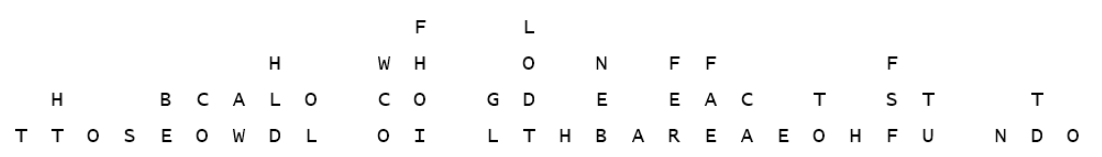 F L
H W H O N F F F
H B C A L O C O G D E E A C T S T T
T T O S E O W D L O I L T H B A R E A E O H F U N D O